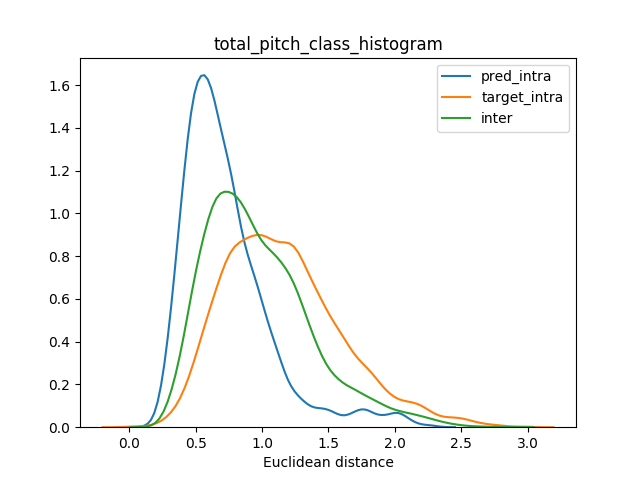 total_pitch_class_histogram
pred_intra
target_intra
inter
1.6
1.4
1.2
1.0
0.8
0.6
0.4
0.2
0.0
0.0 0.5 1.0 1.5 2.0 2.5 3.0
Euclidean distance